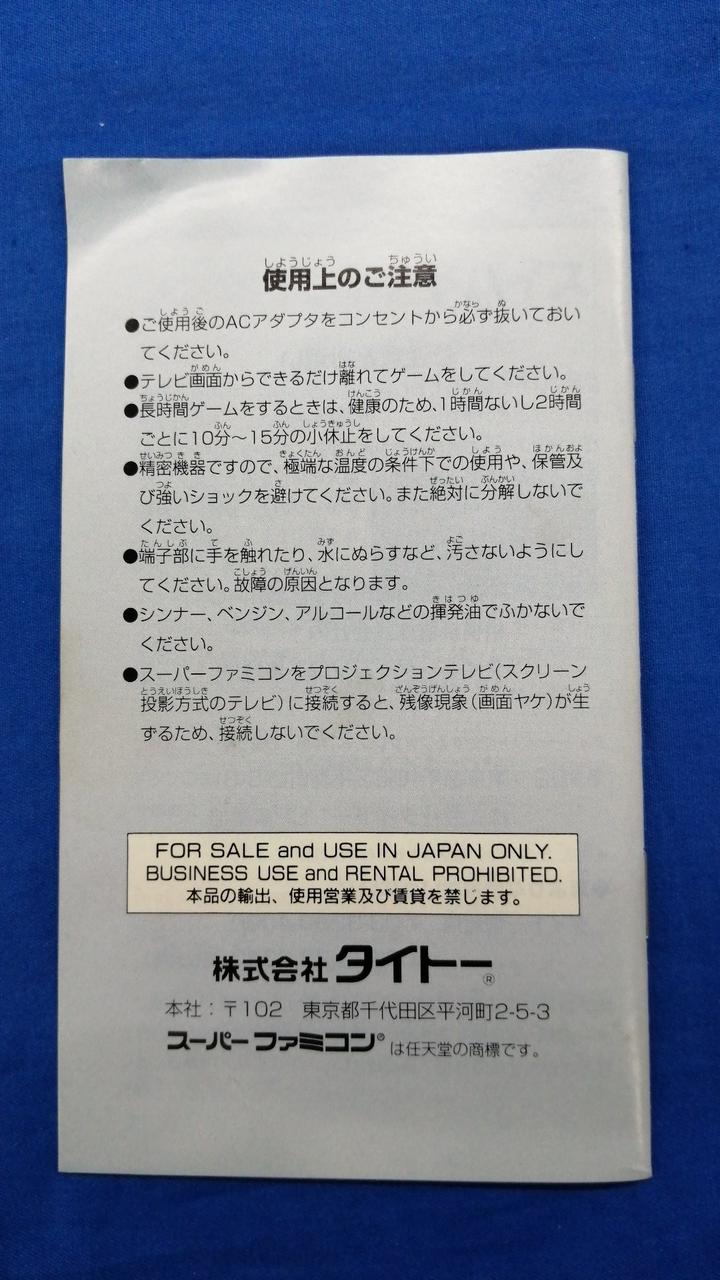 使用上のご注意
●ご使用後のACアダプタをコンセントから必ず抜いておい
てください。
●テレビ画面からできるだけ離れてゲームをしてください。
●長時間ゲームをするときは、健康のため、1時間ないし2時間
ごとに10分～15分の小休止をしてください。
●精密機器ですので、極端な温度の条件下での使用や、保管及
び強いショックを避けてください。また絶対に分解しないで
ください。
●端子部に手を触れたり、水にぬらすなど、汚さないようにし
てください。故障の原因となります。
●シンナー、ベンジン、アルコールなどの揮発油でふかないで
ください。
●スーパーファミコンをプロジェクションテレビ(スクリーン
投影方式のテレビ)に接続すると、残像現象(画面ヤケ)が生
ずるため、接続しないでください。
FOR SALE and USE IN JAPAN ONLY.
BUSINESS USE and RENTAL PROHIBITED.
本品の輸出、使用営業及び賃貸を禁じます。
株式会社 タイトー®
本社：〒102 東京都千代田区平河町2-5-3
スーパーファミコン®は任天堂の商標です。